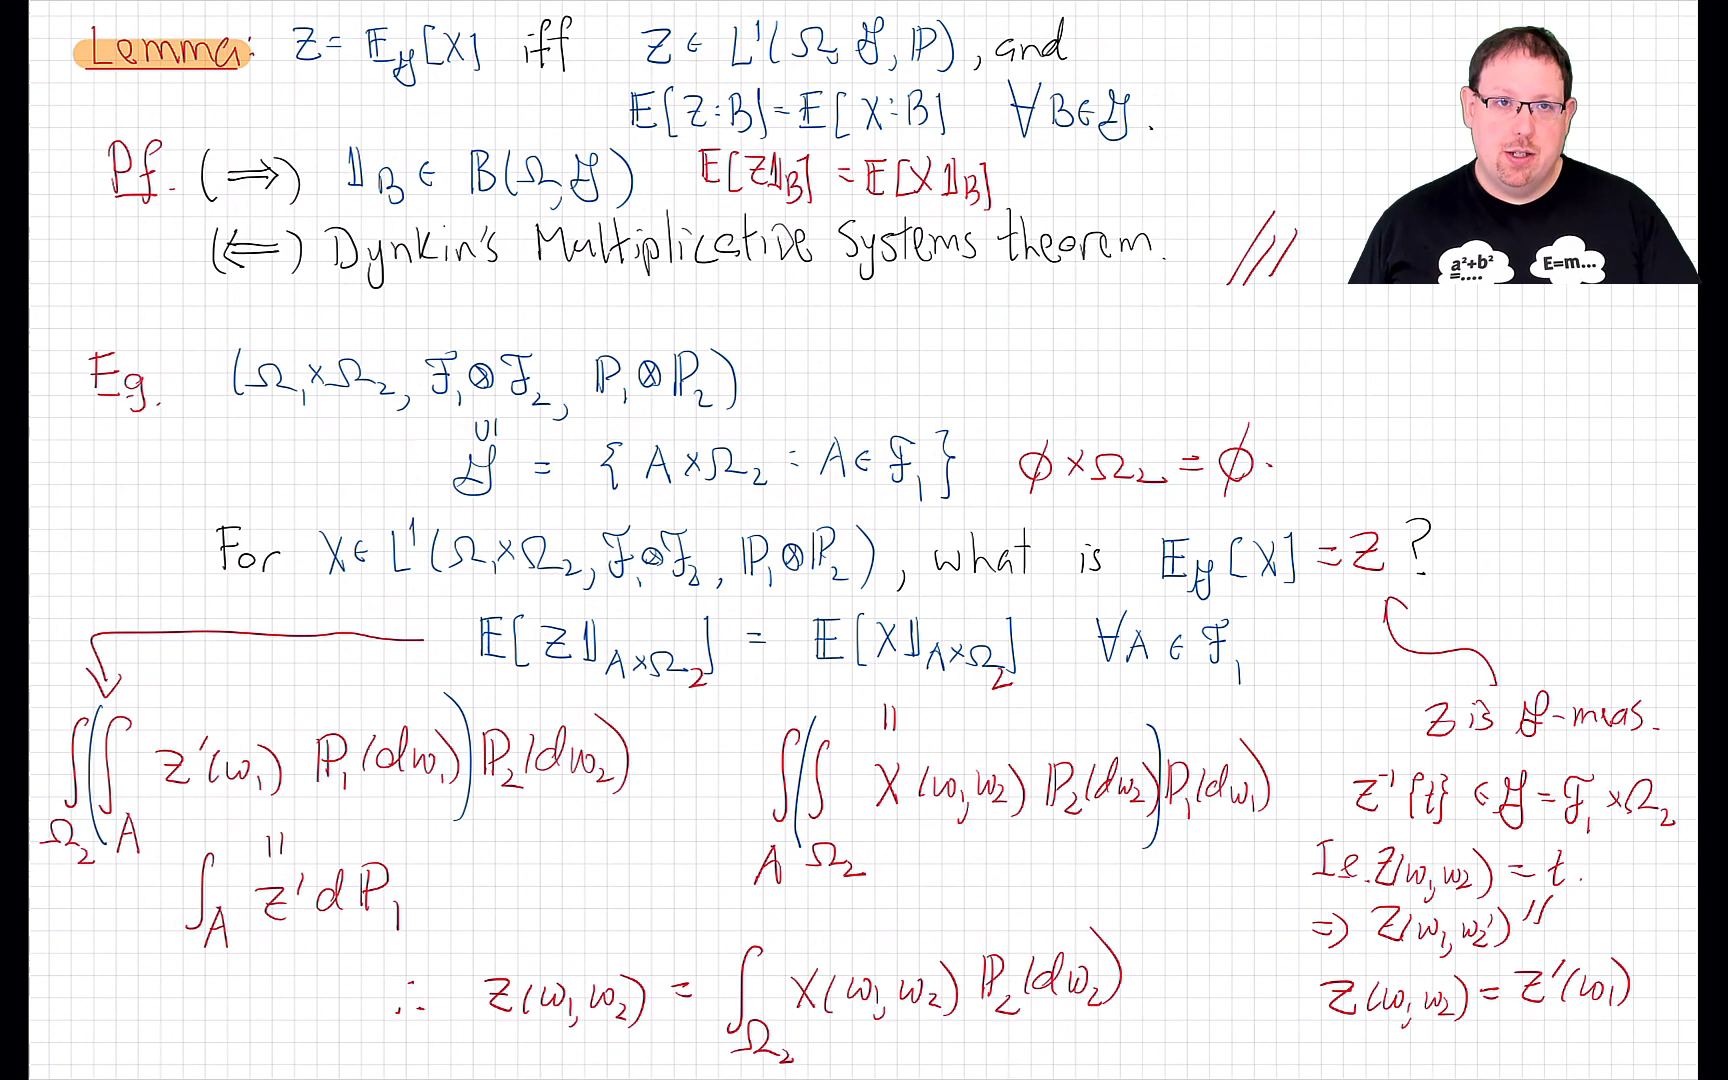 Lemma: Z = E_𝒢[X] iff Z ∈ L¹(Ω, 𝒢, ℙ), and
E[Z:B] = E[X:B] ∀B∈𝒢.
Pf. (⟹) 𝟙_B ∈ 𝔹(Ω,𝒢) E[Z𝟙_B] = E[X𝟙_B]
(⟸) Dynkin's Multiplicative Systems theorem. ///
a²+b² =....
E=m...
Eg. (Ω₁×Ω₂, ℱ₁⊗ℱ₂, ℙ₁⊗ℙ₂)
∪|
𝒢 = { A×Ω₂ : A∈ℱ₁ } ∅×Ω₂ = ∅.
For X∈L¹(Ω₁×Ω₂, ℱ₁⊗ℱ₂, ℙ₁⊗ℙ₂), what is E_𝒢[X] = Z ?
E[Z𝟙_{A×Ω₂}] = E[X𝟙_{A×Ω₂}] ∀A∈ℱ₁
∫_{Ω₂}(∫_A Z'(ω₁) ℙ₁(dω₁))ℙ₂(dω₂)
||
∫_A Z'dℙ₁
||
∫_A(∫_{Ω₂} X(ω₁,ω₂) ℙ₂(dω₂))ℙ₁(dω₁)
∴ Z(ω₁,ω₂) = ∫_{Ω₂} X(ω₁,ω₂) ℙ₂(dω₂)
Z is 𝒢-meas.
Z⁻¹{t} ∈ 𝒢 = ℱ₁×Ω₂
I.e. Z(ω₁,ω₂) = t.
⇒ Z(ω₁,ω₂') ||
Z(ω₁,ω₂) = Z'(ω₁)